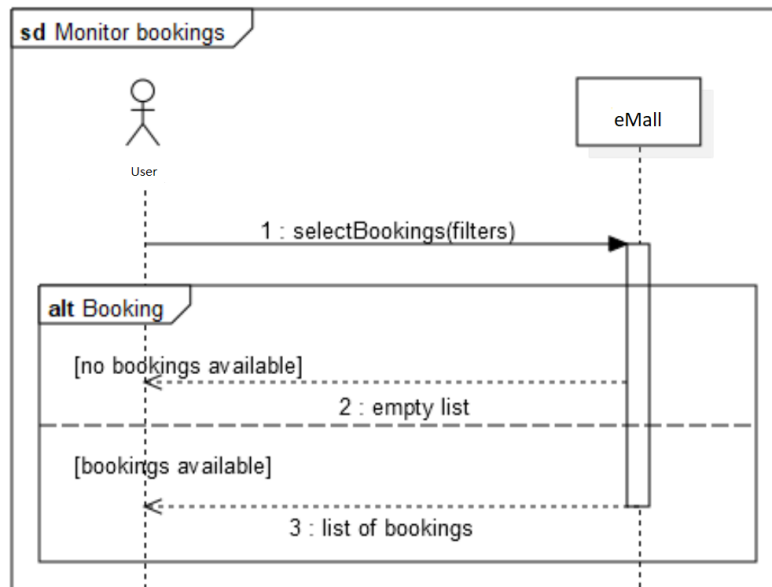 sd Monitor bookings
User
eMall
1 : selectBookings(filters)
alt Booking
[no bookings available]
2 : empty list
[bookings available]
3 : list of bookings